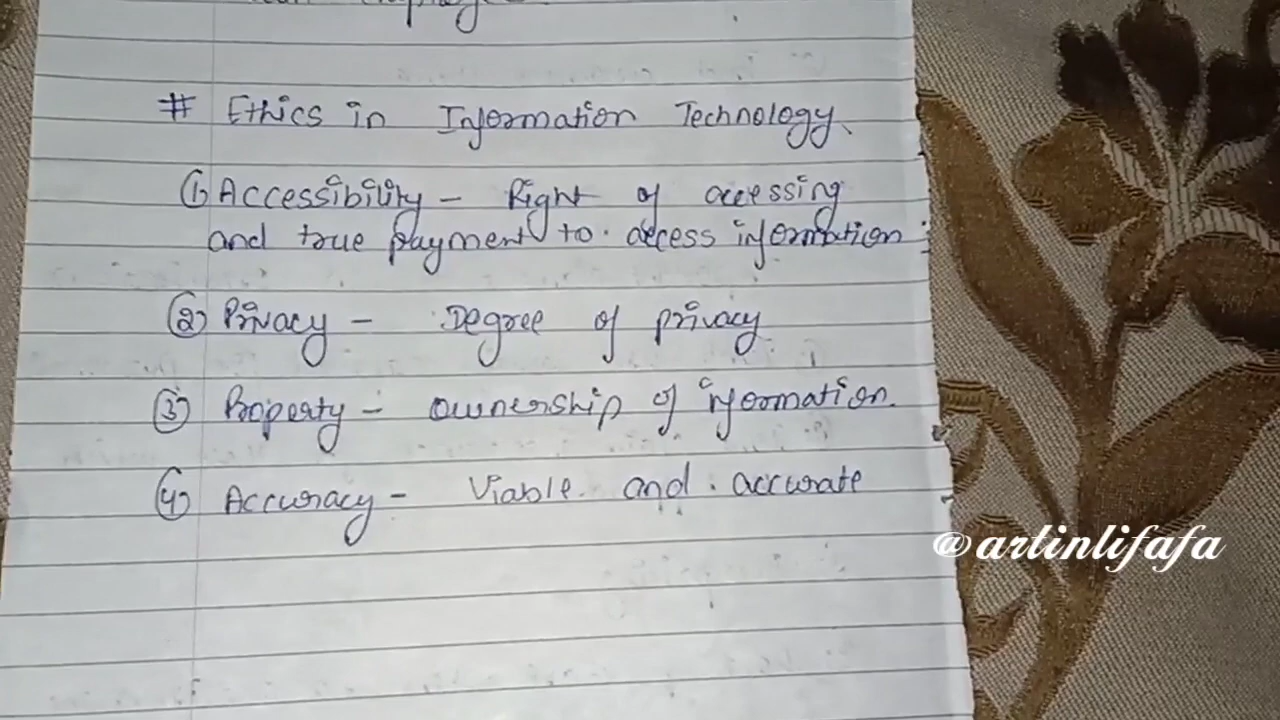 # Ethics in Information Technology
① Accessibility - Right of accessing
and true payment to access information
② Privacy - Degree of privacy
③ Property - ownership of information.
④ Accuracy - Viable and accurate
@artinlifafa